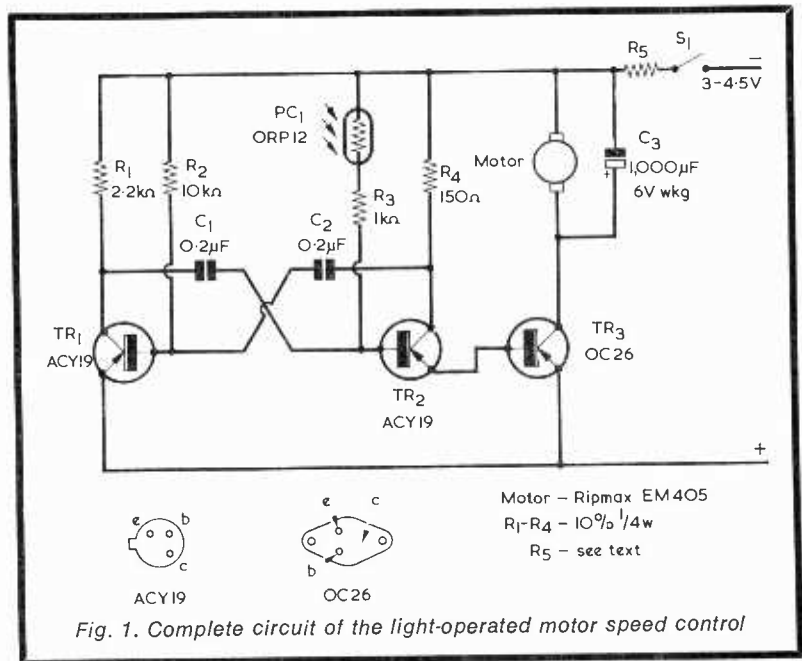 R5
S1
−
3-4·5V
PC1
ORP12
R1
2·2kΩ
R2
10kΩ
R3
1kΩ
R4
150Ω
Motor
C3
1,000µF
+
6V wkg
C1
0·2µF
C2
0·2µF
TR1
ACY19
TR2
ACY19
TR3
OC26
+
e b
c
ACY19
e c
b
OC26
Motor – Ripmax EM405
R1-R4 – 10% 1/4w
R5 – see text
Fig. 1. Complete circuit of the light-operated motor speed control